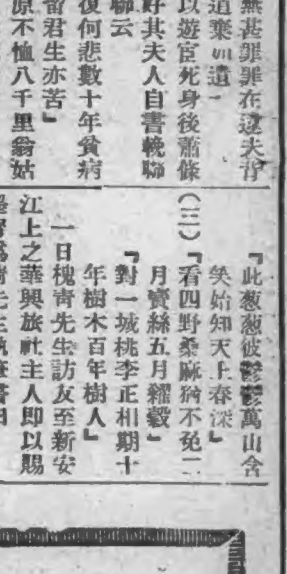 無甚罪罪在違夫
道棄一遺一
以遊宦死身後蕭條
好其夫人自書輓聯
聯云
復何悲數十年貧病
君生亦苦』
原不恤八千里翁姑
『此葱葱彼鬱鬱萬山含
笑始知天上春深』
(三)『看四野桑麻猶不免二
月賣絲五月糶穀』
『對一城桃李正相期十
年樹木百年樹人』
一日槐青先生訪友至新安
江上之華興旅社主人即以賜